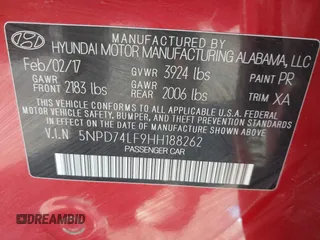 HYUNDAI MOTOR MANUFACTURING ALABAMA, LLC
Feb/02/17 GVWR 3924 lbs PAINT PR
GAWR FRONT 2183 lbs GAWR REAR 2006 lbs TRIM XA
THIS VEHICLE CONFORMS TO ALL APPLICABLE U.S.A. FEDERAL
MOTOR VEHICLE SAFETY, BUMPER, AND THEFT PREVENTION
STANDARDS IN EFFECT ON THE DATE OF MANUFACTURE SHOWN ABOVE.
V.I.N 5NPD74LF9HH188262
PASSENGER CAR
DREAMBID